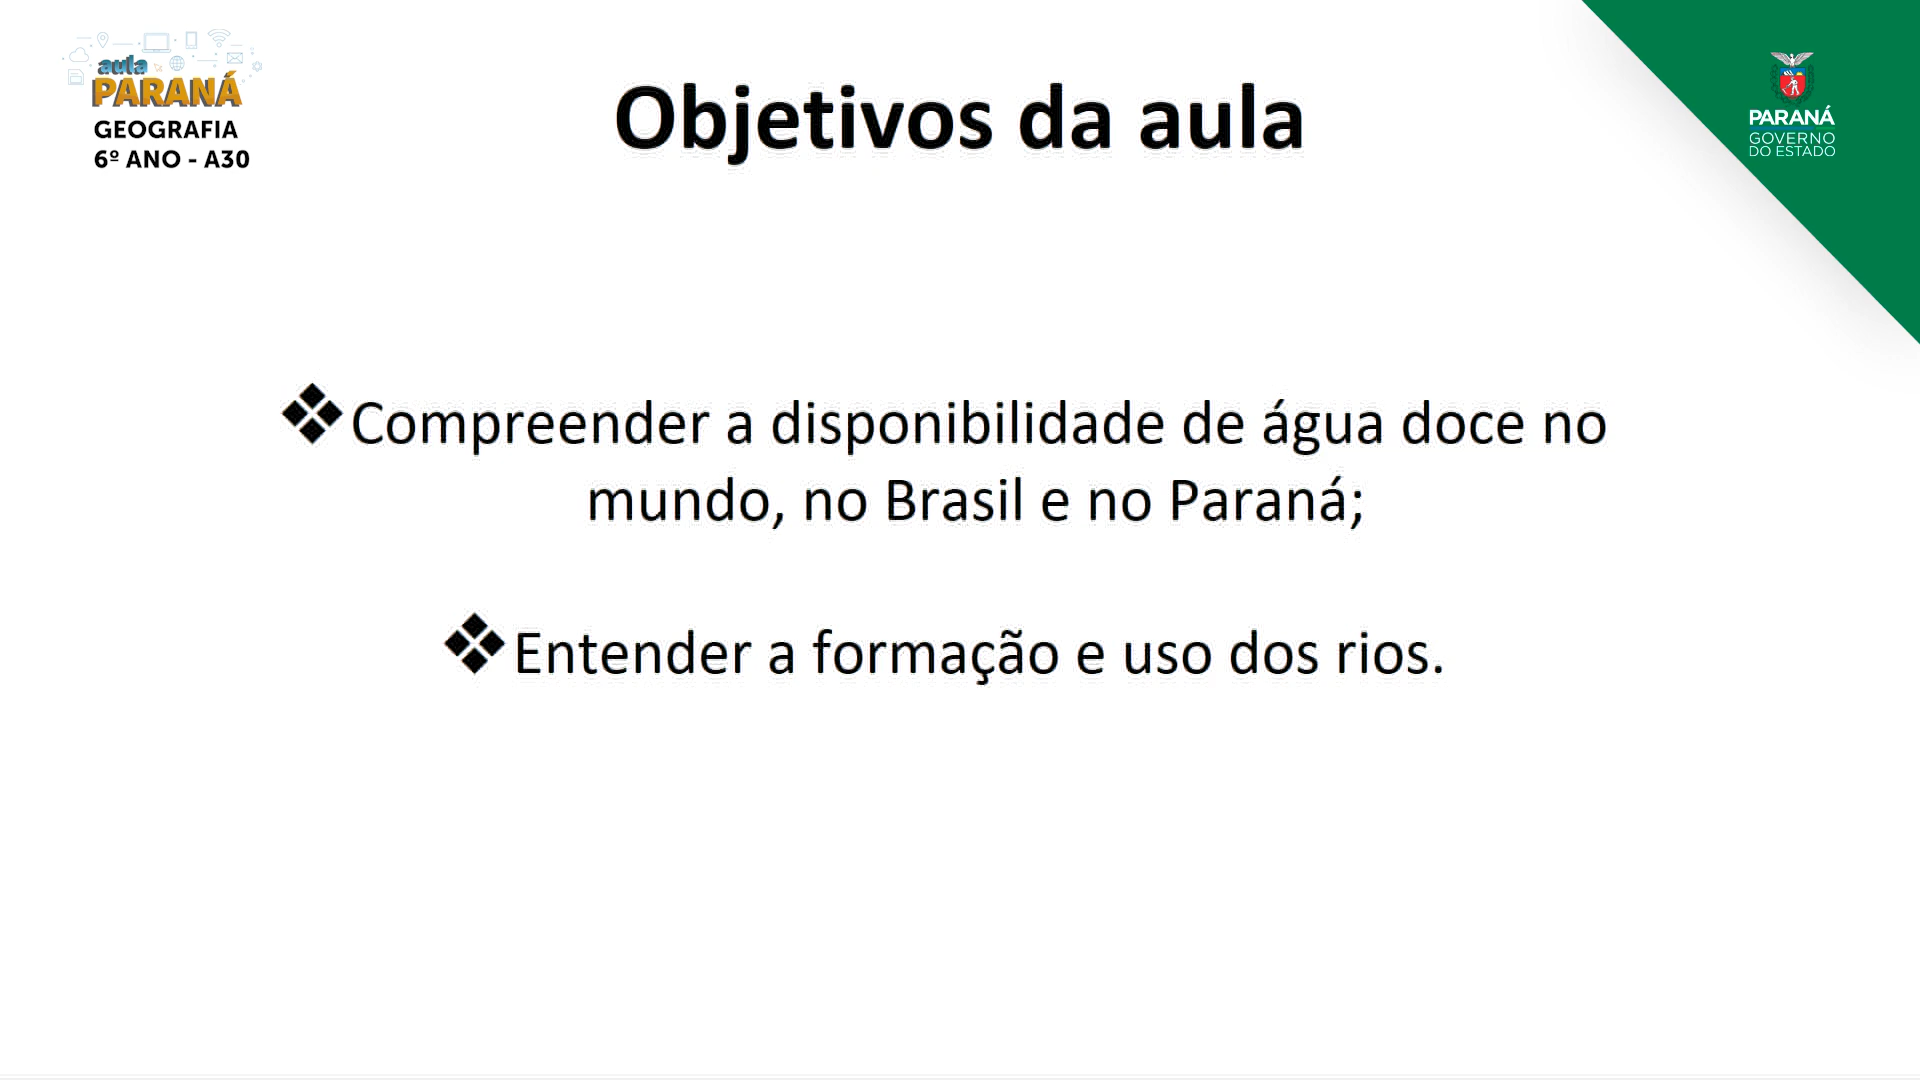 aula
PARANÁ
GEOGRAFIA
6º ANO - A30
Objetivos da aula
PARANÁ
GOVERNO
DO ESTADO
❖Compreender a disponibilidade de água doce no
mundo, no Brasil e no Paraná;
❖Entender a formação e uso dos rios.